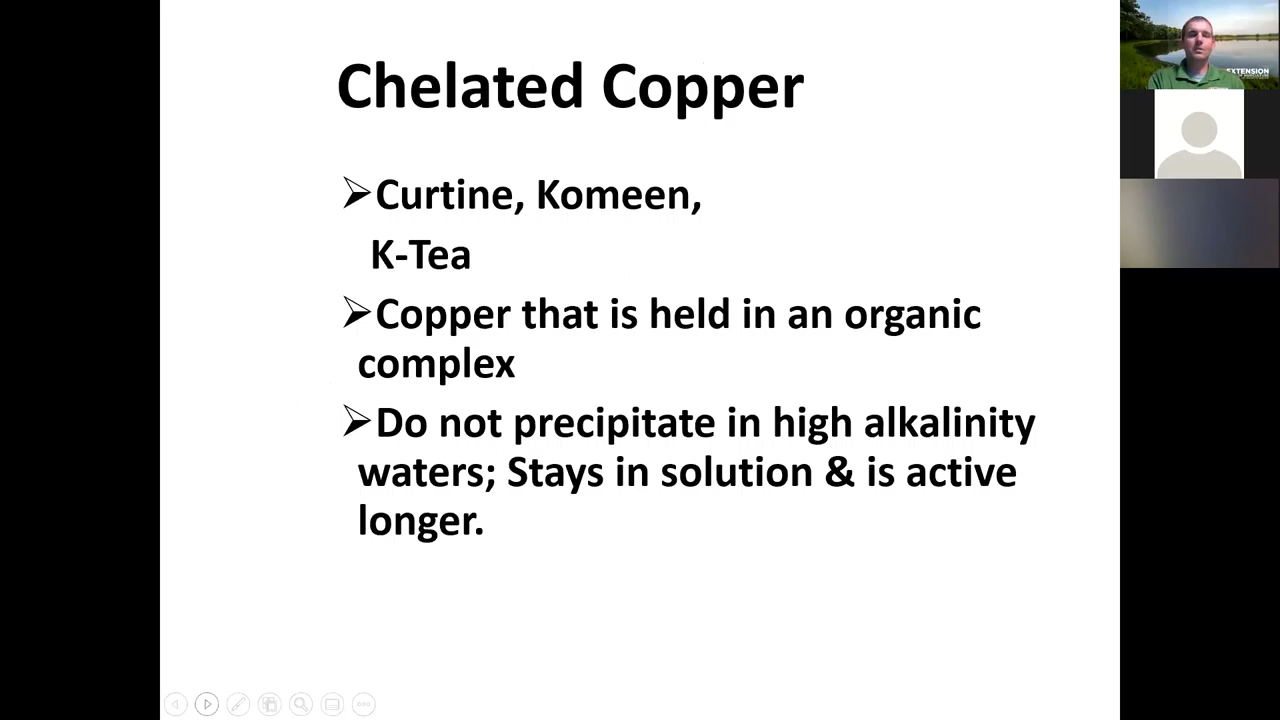 Chelated Copper
➢Curtine, Komeen,
K-Tea
➢Copper that is held in an organic
complex
➢Do not precipitate in high alkalinity
waters; Stays in solution & is active
longer.
EXTENSION